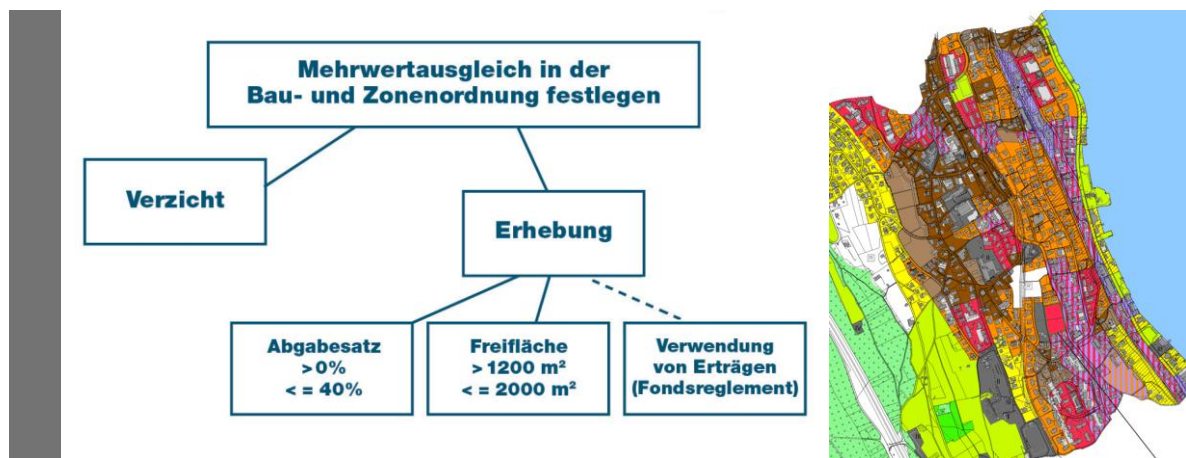 Mehrwertausgleich in der
Bau- und Zonenordnung festlegen
Verzicht
Erhebung
Abgabesatz
>0%
<= 40%
Freifläche
>1200 m²
<= 2000 m²
Verwendung
von Erträgen
(Fondsreglement)